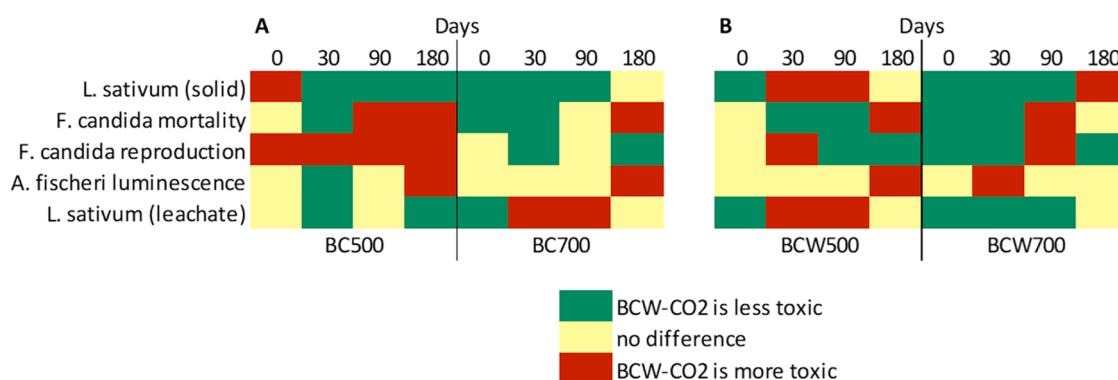 A Days B Days
0 30 90 180 0 30 90 180 0 30 90 180 0 30 90 180
L. sativum (solid)
F. candida mortality
F. candida reproduction
A. fischeri luminescence
L. sativum (leachate)
BC500 BC700 BCW500 BCW700
BCW-CO2 is less toxic
no difference
BCW-CO2 is more toxic